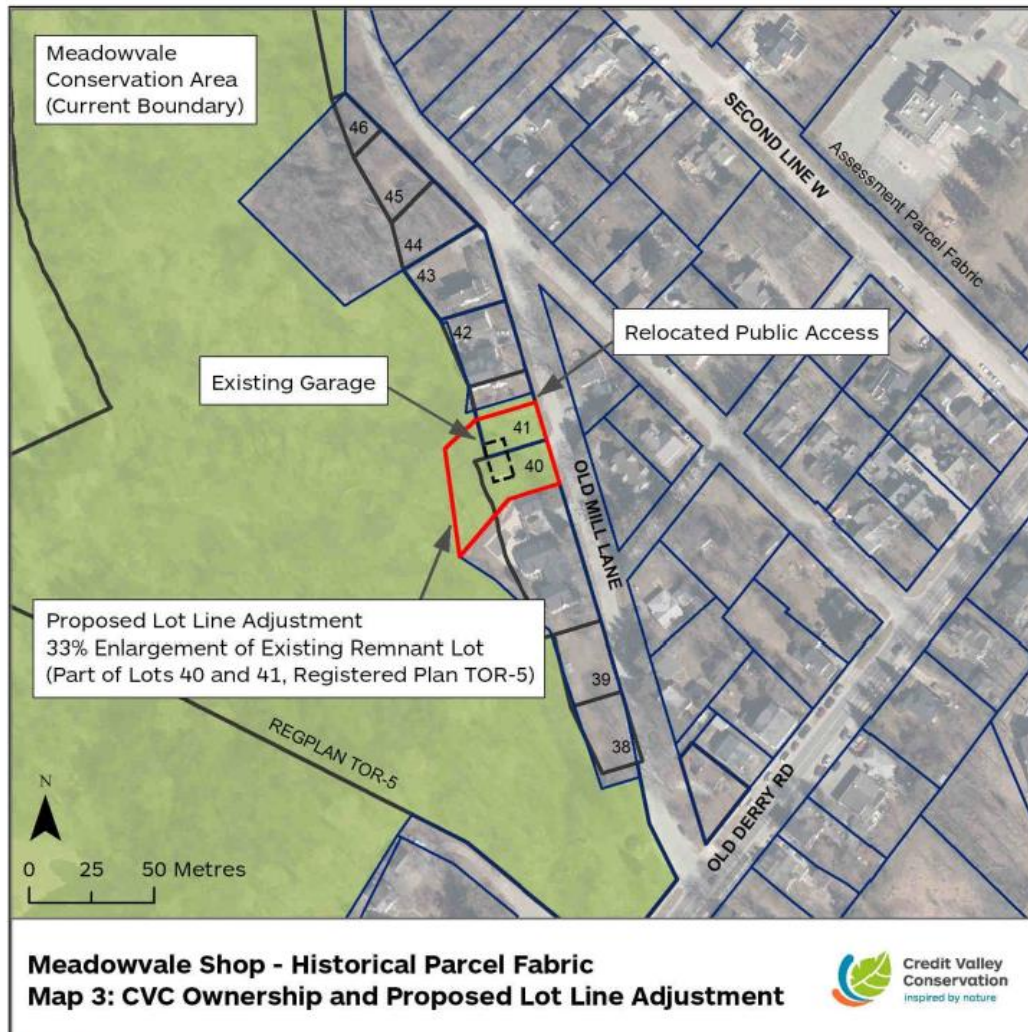 Meadowvale
Conservation Area
(Current Boundary)
SECOND LINE W
Assessment Parcel Fabric
46
45
44
43
42
Relocated Public Access
Existing Garage
41
40
OLD MILL LANE
Proposed Lot Line Adjustment
33% Enlargement of Existing Remnant Lot
(Part of Lots 40 and 41, Registered Plan TOR-5)
39
38
REGPLAN TOR-5
OLD DERRY RD
N
0 25 50 Metres
Meadowvale Shop - Historical Parcel Fabric
Map 3: CVC Ownership and Proposed Lot Line Adjustment
Credit Valley
Conservation
inspired by nature